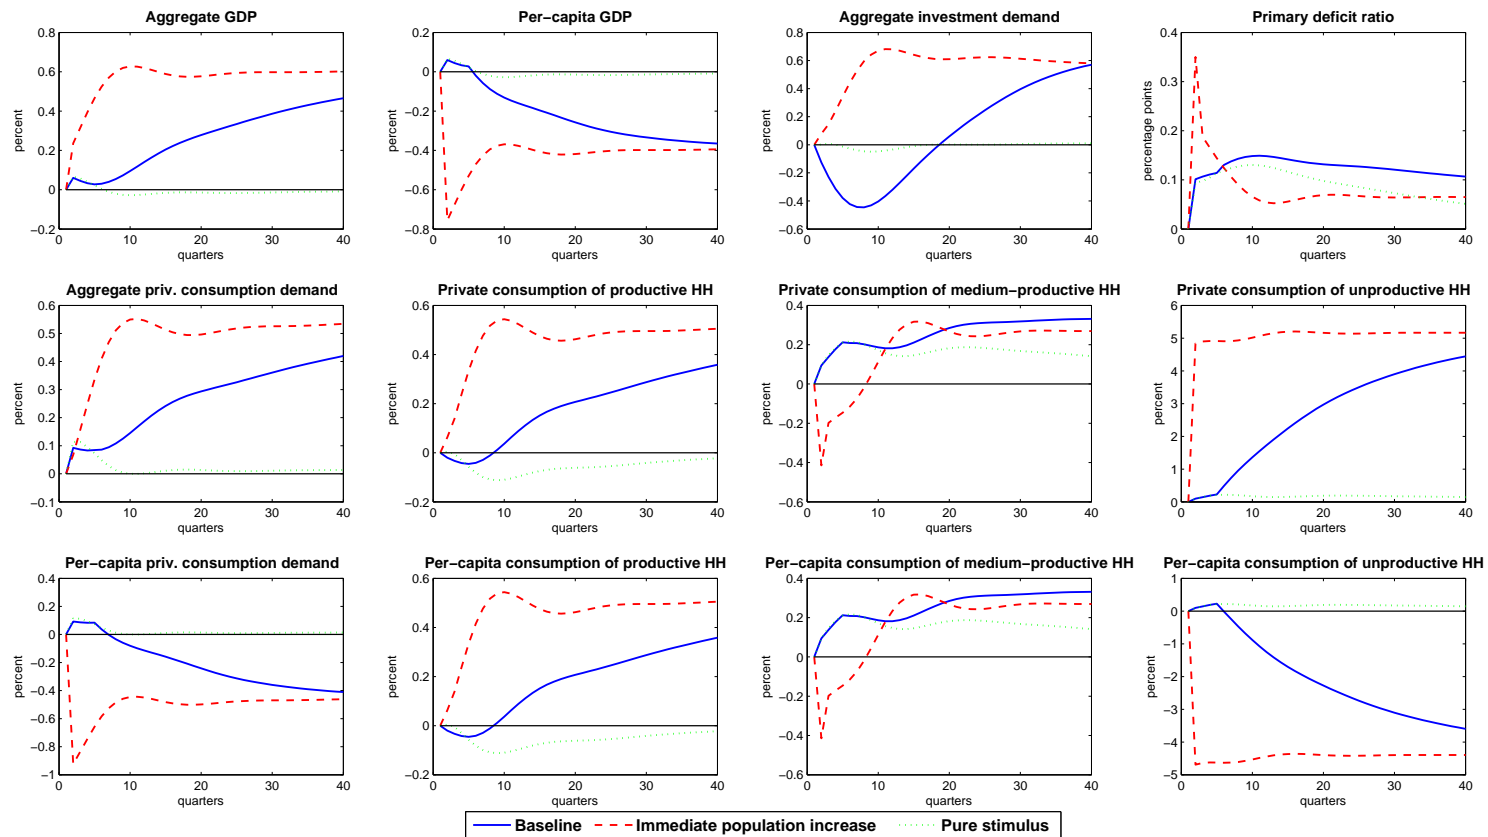 Aggregate GDP
0.8
0.6
0.4
0.2
0
−0.2
percent
0 10 20 30 40
quarters
Per−capita GDP
0.2
0
−0.2
−0.4
−0.6
−0.8
percent
0 10 20 30 40
quarters
Aggregate investment demand
0.8
0.6
0.4
0.2
0
−0.2
−0.4
−0.6
percent
0 10 20 30 40
quarters
Primary deficit ratio
0.4
0.3
0.2
0.1
0
percentage points
0 10 20 30 40
quarters
Aggregate priv. consumption demand
0.6
0.5
0.4
0.3
0.2
0.1
0
−0.1
percent
0 10 20 30 40
quarters
Private consumption of productive HH
0.6
0.4
0.2
0
−0.2
percent
0 10 20 30 40
quarters
Private consumption of medium−productive HH
0.4
0.2
0
−0.2
−0.4
−0.6
percent
0 10 20 30 40
quarters
Private consumption of unproductive HH
6
5
4
3
2
1
0
percent
0 10 20 30 40
quarters
Per−capita priv. consumption demand
0.4
0.2
0
−0.2
−0.4
−0.6
−0.8
−1
percent
0 10 20 30 40
quarters
Per−capita consumption of productive HH
0.6
0.4
0.2
0
−0.2
percent
0 10 20 30 40
quarters
Per−capita consumption of medium−productive HH
0.4
0.2
0
−0.2
−0.4
−0.6
percent
0 10 20 30 40
quarters
Per−capita consumption of unproductive HH
1
0
−1
−2
−3
−4
−5
percent
0 10 20 30 40
quarters
Baseline Immediate population increase Pure stimulus